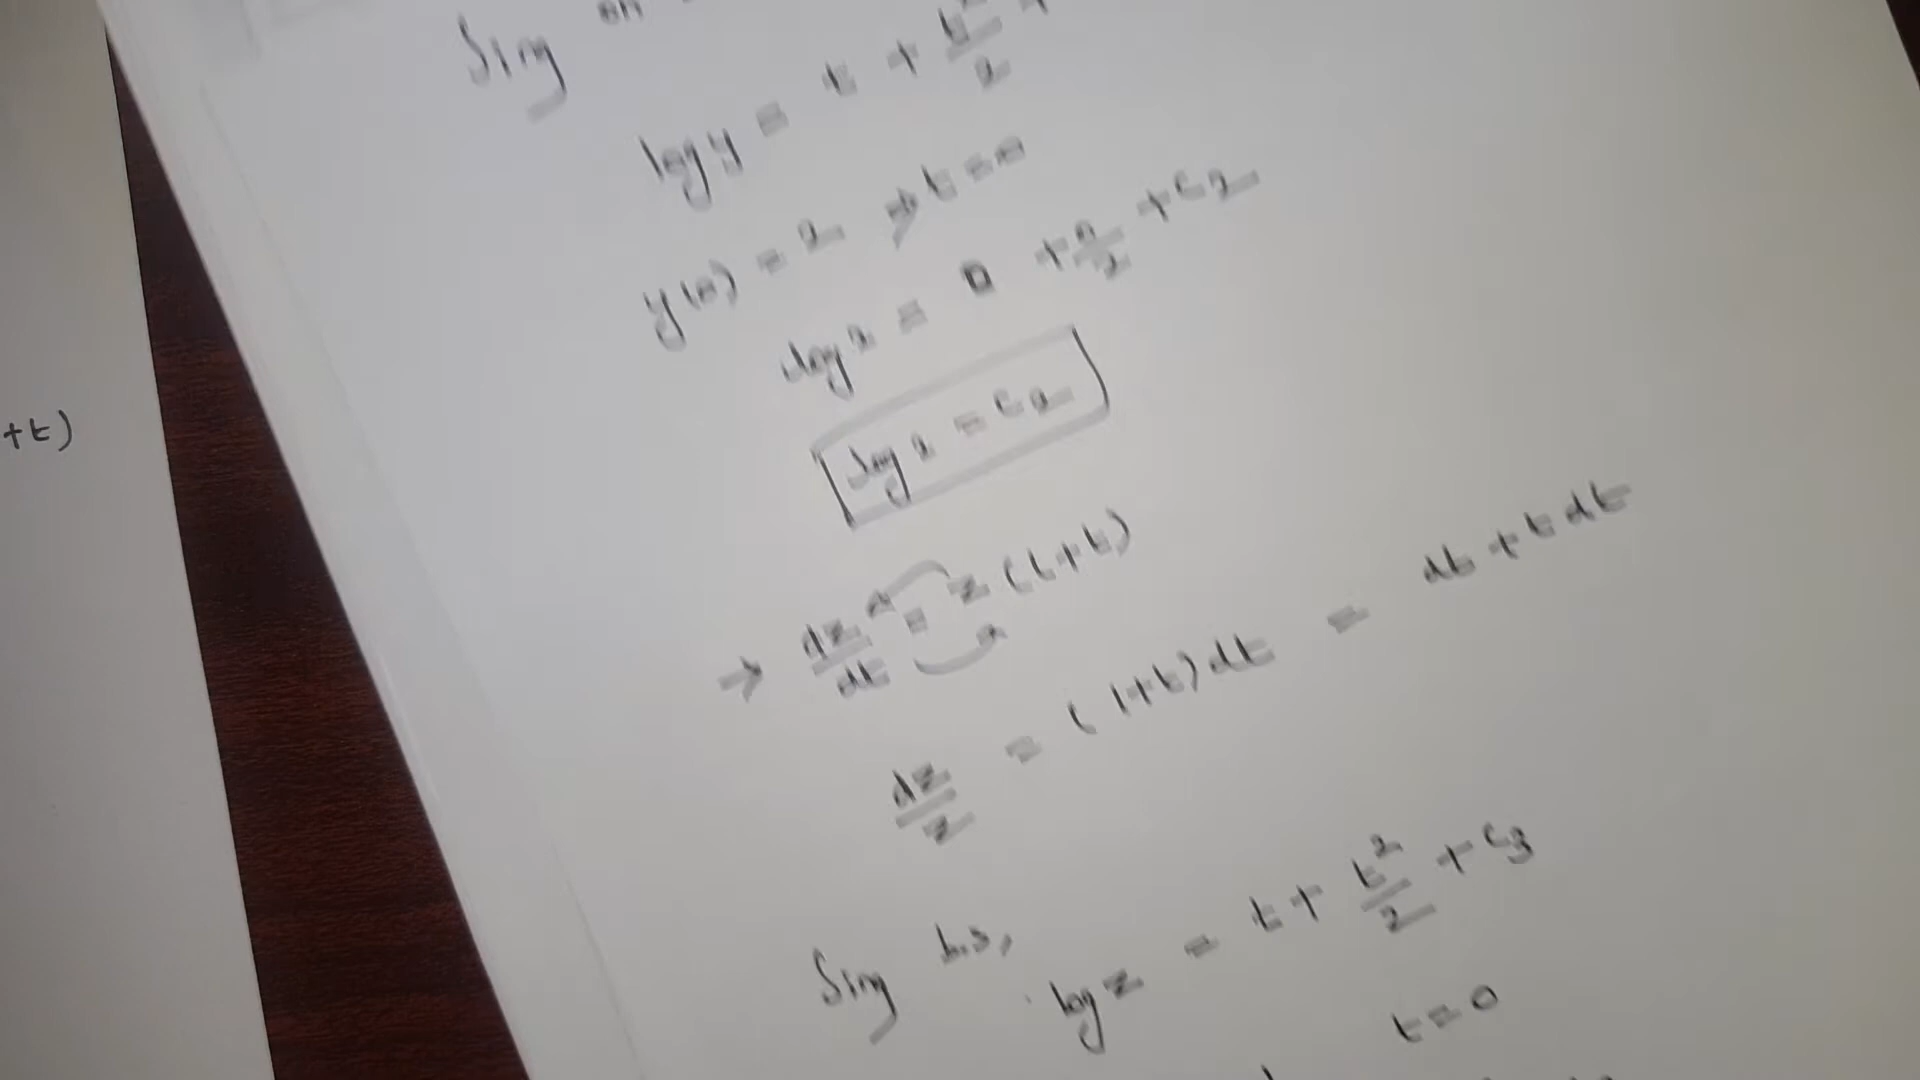 Sing on
log y = t + t²/2 +
y(0) = 2 ⇒ t = 0
log 2 = 0 + 0/2 + c2
log 2 = c2
+t)
→ dz/dt = z (1+t)
dz/z = (1+t) dt = dt + t dt
Sing b.s,
log z = t + t²/2 + c3
t = 0